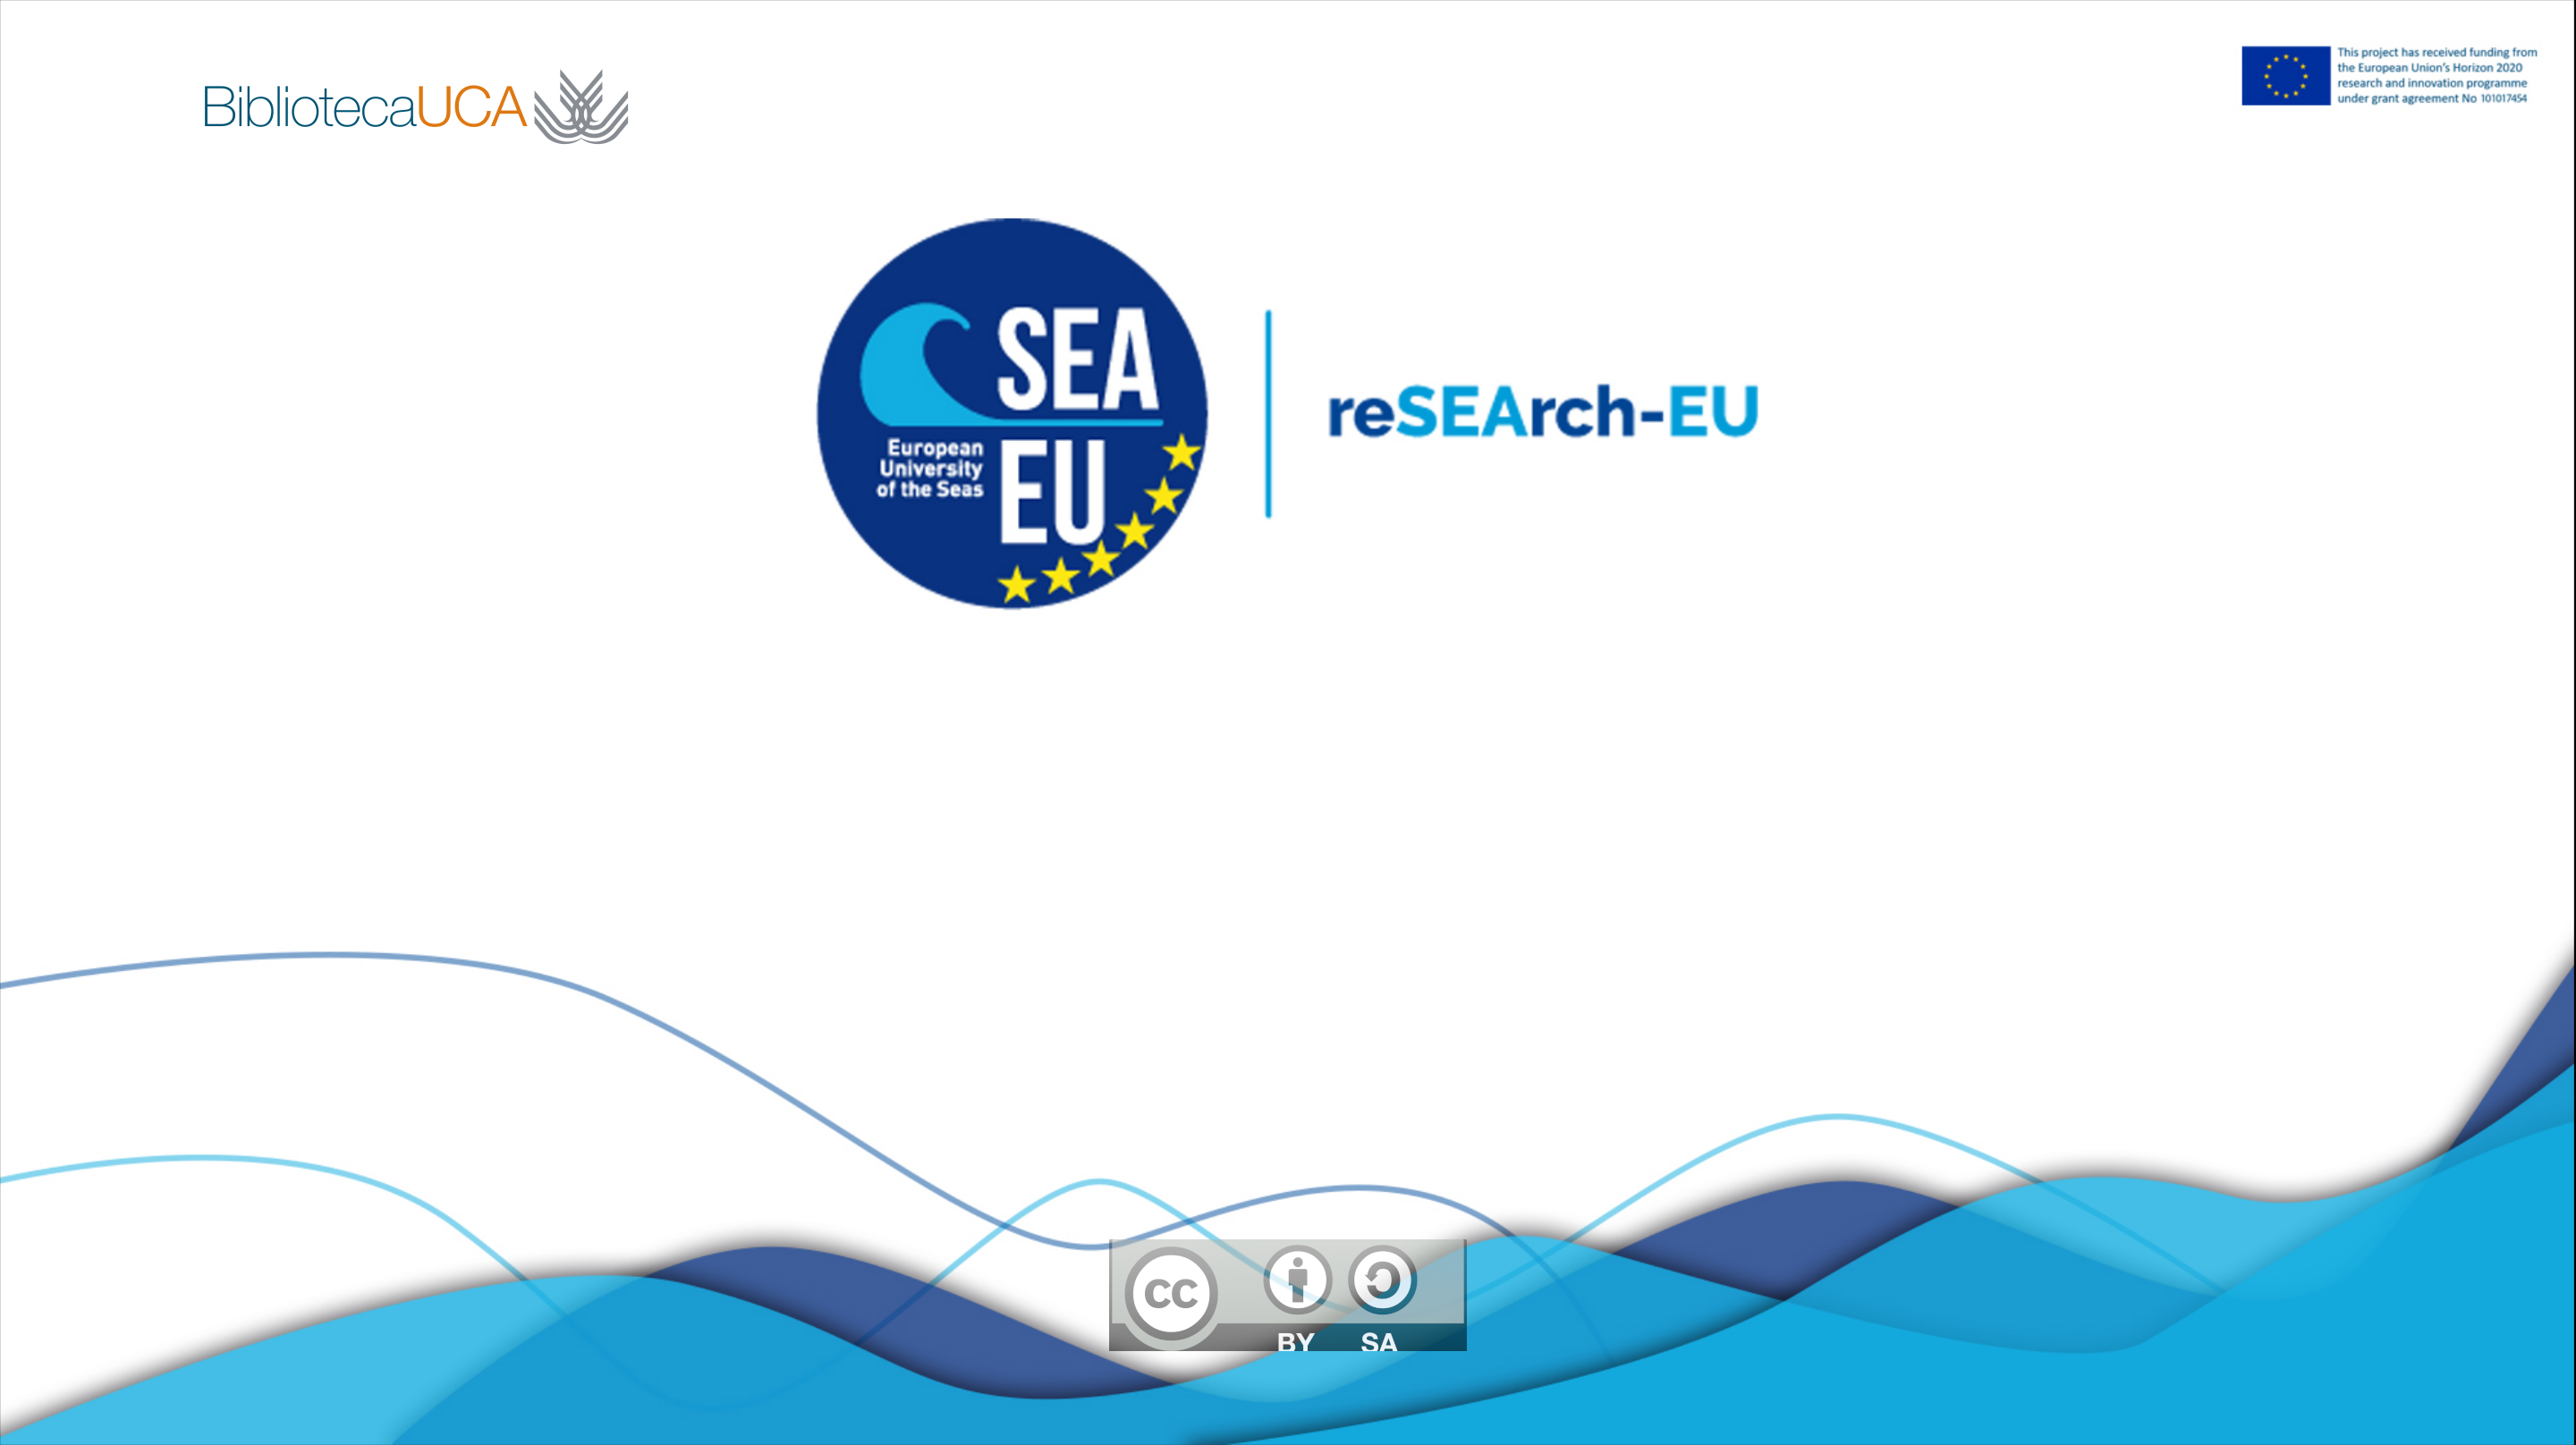 BibliotecaUCA
This project has received funding from
the European Union's Horizon 2020
research and innovation programme
under grant agreement No 101017454
SEA
EU
European
University
of the Seas
reSEArch-EU
CC
BY SA